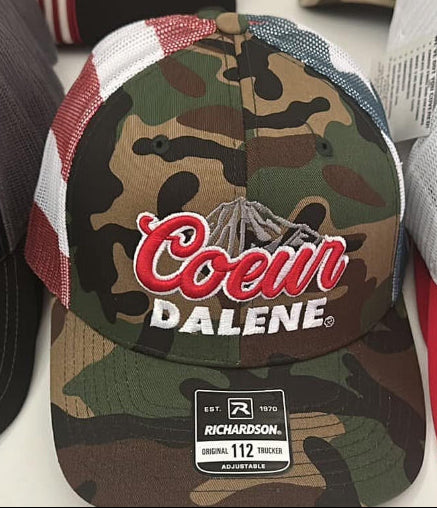 Coeur
DALENE®
EST. R 1970
RICHARDSON®
ORIGINAL 112 TRUCKER
ADJUSTABLE